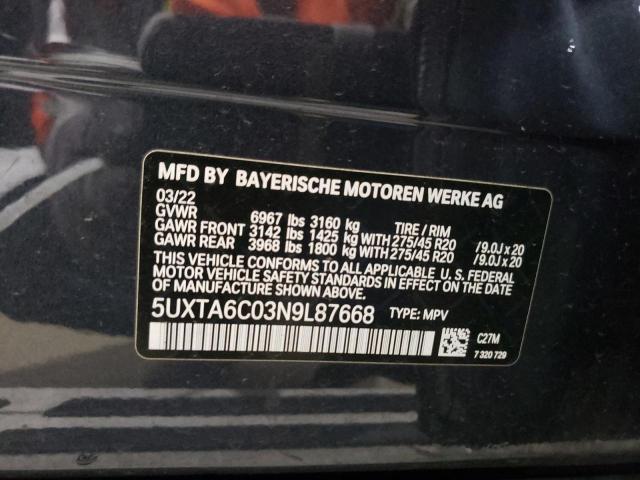 MFD BY BAYERISCHE MOTOREN WERKE AG
03/22
GVWR 6967 lbs 3160 kg TIRE / RIM
GAWR FRONT 3142 lbs 1425 kg WITH 275/45 R20 /9.0J x 20
GAWR REAR 3968 lbs 1800 kg WITH 275/45 R20 /9.0J x 20
THIS VEHICLE CONFORMS TO ALL APPLICABLE U.S. FEDERAL
MOTOR VEHICLE SAFETY STANDARDS IN EFFECT ON THE DATE OF MANUFACTURE
SHOWN ABOVE.
5UXTA6C03N9L87668 TYPE: MPV
C27M
7 320 729